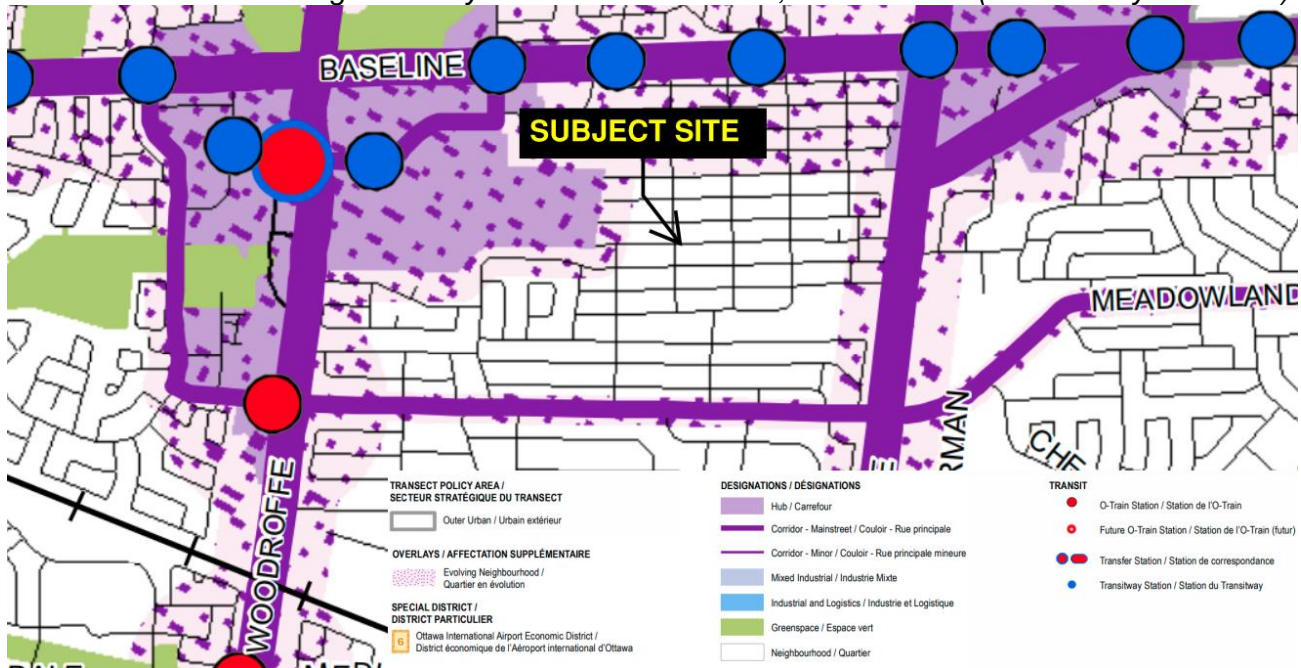 BASELINE
SUBJECT SITE
MEADOWLAND
WOODROFFE
RMAN
CHE
TRANSECT POLICY AREA /
SECTEUR STRATÉGIQUE DU TRANSECT
Outer Urban / Urbain extérieur
OVERLAYS / AFFECTATION SUPPLÉMENTAIRE
Evolving Neighbourhood /
Quartier en évolution
SPECIAL DISTRICT /
DISTRICT PARTICULIER
6
Ottawa International Airport Economic District /
District économique de l'Aéroport international d'Ottawa
DESIGNATIONS / DÉSIGNATIONS
Hub / Carrefour
Corridor - Mainstreet / Couloir - Rue principale
Corridor - Minor / Couloir - Rue principale mineure
Mixed Industrial / Industrie Mixte
Industrial and Logistics / Industrie et Logistique
Greenspace / Espace vert
Neighbourhood / Quartier
TRANSIT
O-Train Station / Station de l'O-Train
Future O-Train Station / Station de l'O-Train (futur)
Transfer Station / Station de correspondance
Transitway Station / Station du Transitway